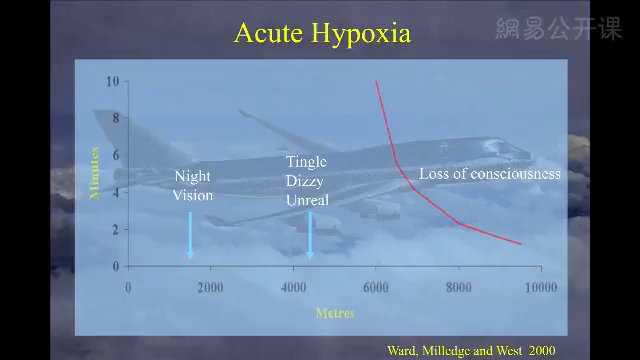 網易公开课
Acute Hypoxia
10
8
6
4
2
0
Minutes
Night
Vision
Tingle
Dizzy
Unreal
Loss of consciousness
0 2000 4000 6000 8000 10000
Metres
Ward, Milledge and West 2000